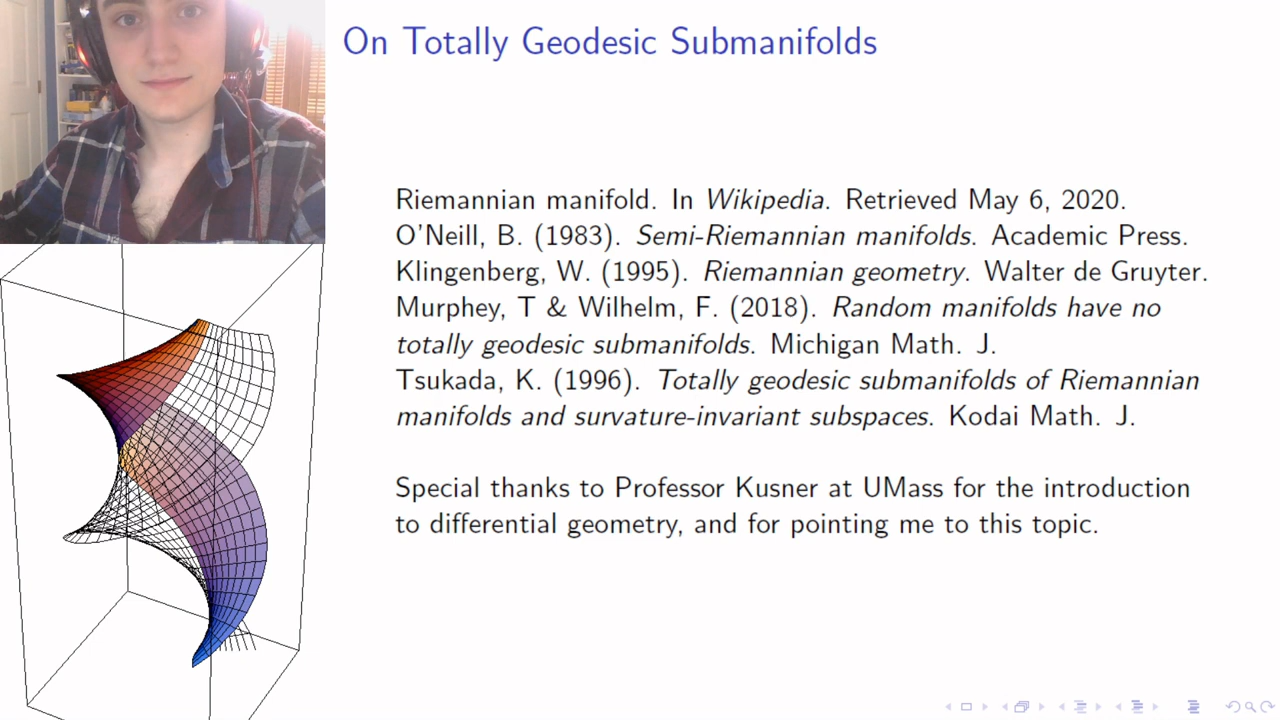 On Totally Geodesic Submanifolds
Riemannian manifold. In Wikipedia. Retrieved May 6, 2020.
O'Neill, B. (1983). Semi-Riemannian manifolds. Academic Press.
Klingenberg, W. (1995). Riemannian geometry. Walter de Gruyter.
Murphey, T & Wilhelm, F. (2018). Random manifolds have no
totally geodesic submanifolds. Michigan Math. J.
Tsukada, K. (1996). Totally geodesic submanifolds of Riemannian
manifolds and survature-invariant subspaces. Kodai Math. J.
Special thanks to Professor Kusner at UMass for the introduction
to differential geometry, and for pointing me to this topic.